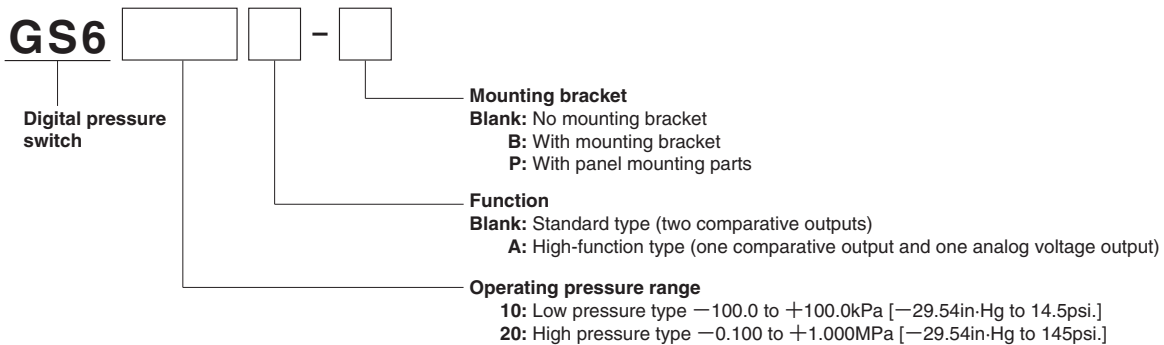 GS6 –
Digital pressure
switch
Mounting bracket
Blank: No mounting bracket
B: With mounting bracket
P: With panel mounting parts
Function
Blank: Standard type (two comparative outputs)
A: High-function type (one comparative output and one analog voltage output)
Operating pressure range
10: Low pressure type −100.0 to +100.0kPa [−29.54in·Hg to 14.5psi.]
20: High pressure type −0.100 to +1.000MPa [−29.54in·Hg to 145psi.]